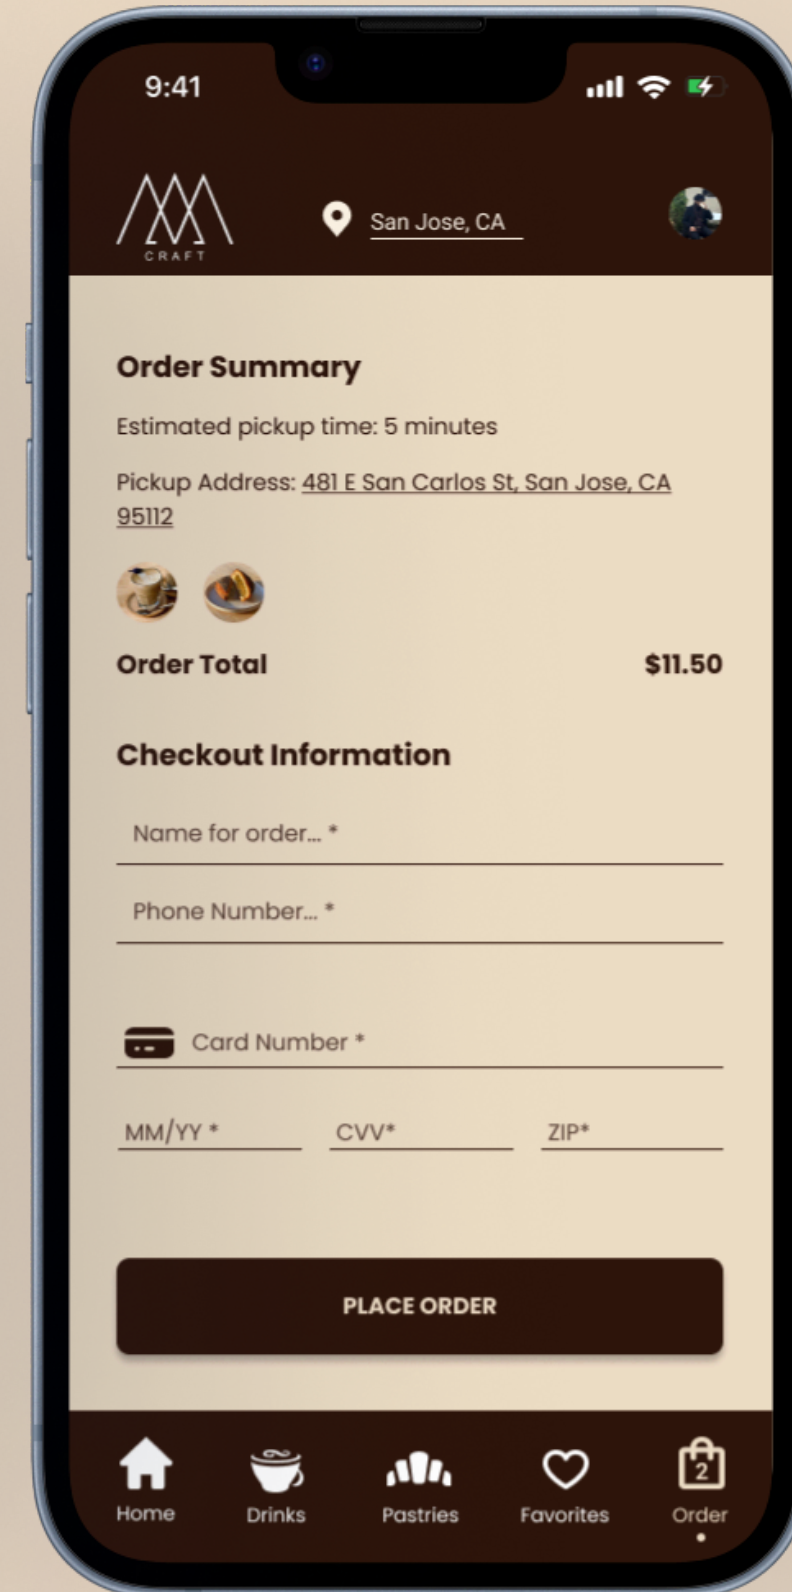 9:41
CRAFT
San Jose, CA
Order Summary
Estimated pickup time: 5 minutes
Pickup Address: 481 E San Carlos St, San Jose, CA
95112
Order Total $11.50
Checkout Information
Name for order... *
Phone Number... *
Card Number *
MM/YY * CVV* ZIP*
PLACE ORDER
2
Home Drinks Pastries Favorites Order